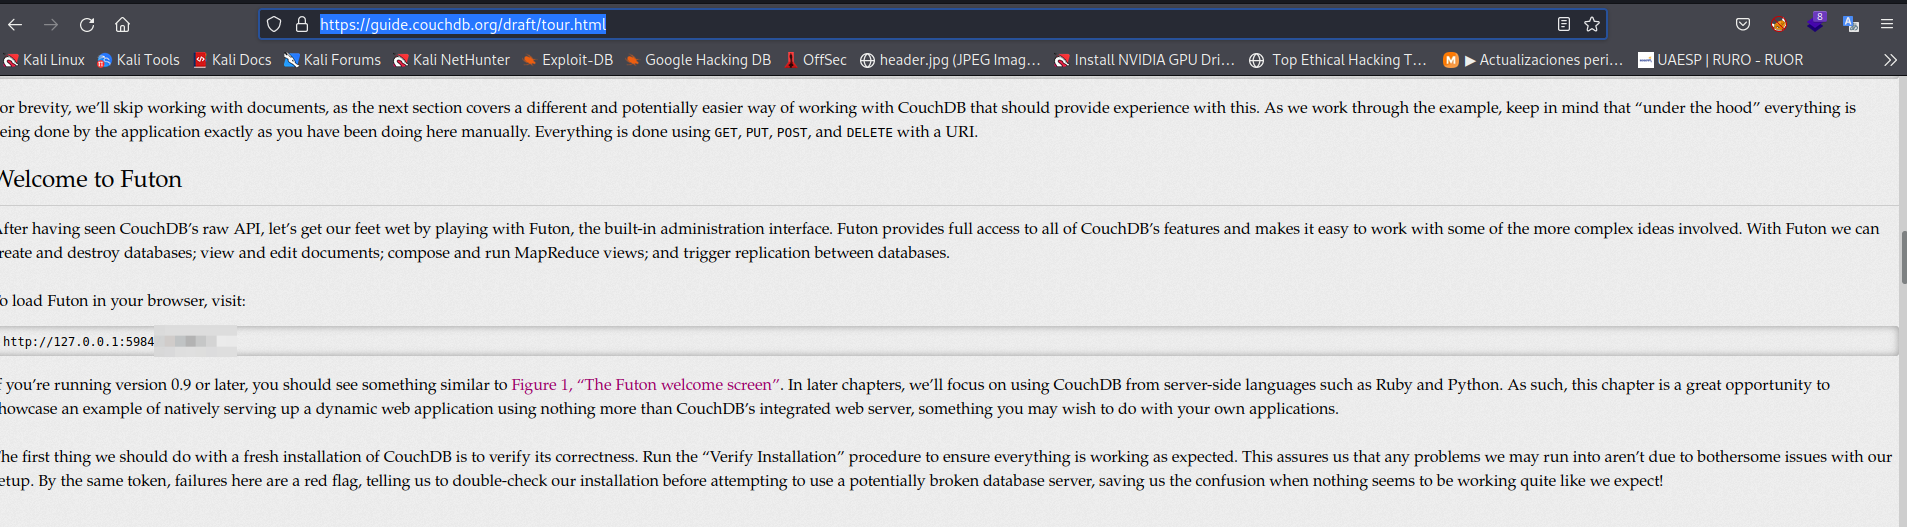 https://guide.couchdb.org/draft/tour.html
8
Kali Linux Kali Tools Kali Docs Kali Forums Kali NetHunter Exploit-DB Google Hacking DB OffSec header.jpg (JPEG Imag… Install NVIDIA GPU Dri… Top Ethical Hacking T… M ▶ Actualizaciones peri… UAESP | RURO - RUOR
or brevity, we’ll skip working with documents, as the next section covers a different and potentially easier way of working with CouchDB that should provide experience with this. As we work through the example, keep in mind that “under the hood” everything is
eing done by the application exactly as you have been doing here manually. Everything is done using GET, PUT, POST, and DELETE with a URI.
Welcome to Futon
fter having seen CouchDB’s raw API, let’s get our feet wet by playing with Futon, the built-in administration interface. Futon provides full access to all of CouchDB’s features and makes it easy to work with some of the more complex ideas involved. With Futon we can
reate and destroy databases; view and edit documents; compose and run MapReduce views; and trigger replication between databases.
o load Futon in your browser, visit:
http://127.0.0.1:5984
f you’re running version 0.9 or later, you should see something similar to Figure 1, “The Futon welcome screen”. In later chapters, we’ll focus on using CouchDB from server-side languages such as Ruby and Python. As such, this chapter is a great opportunity to
howcase an example of natively serving up a dynamic web application using nothing more than CouchDB’s integrated web server, something you may wish to do with your own applications.
he first thing we should do with a fresh installation of CouchDB is to verify its correctness. Run the “Verify Installation” procedure to ensure everything is working as expected. This assures us that any problems we may run into aren’t due to bothersome issues with our
etup. By the same token, failures here are a red flag, telling us to double-check our installation before attempting to use a potentially broken database server, saving us the confusion when nothing seems to be working quite like we expect!